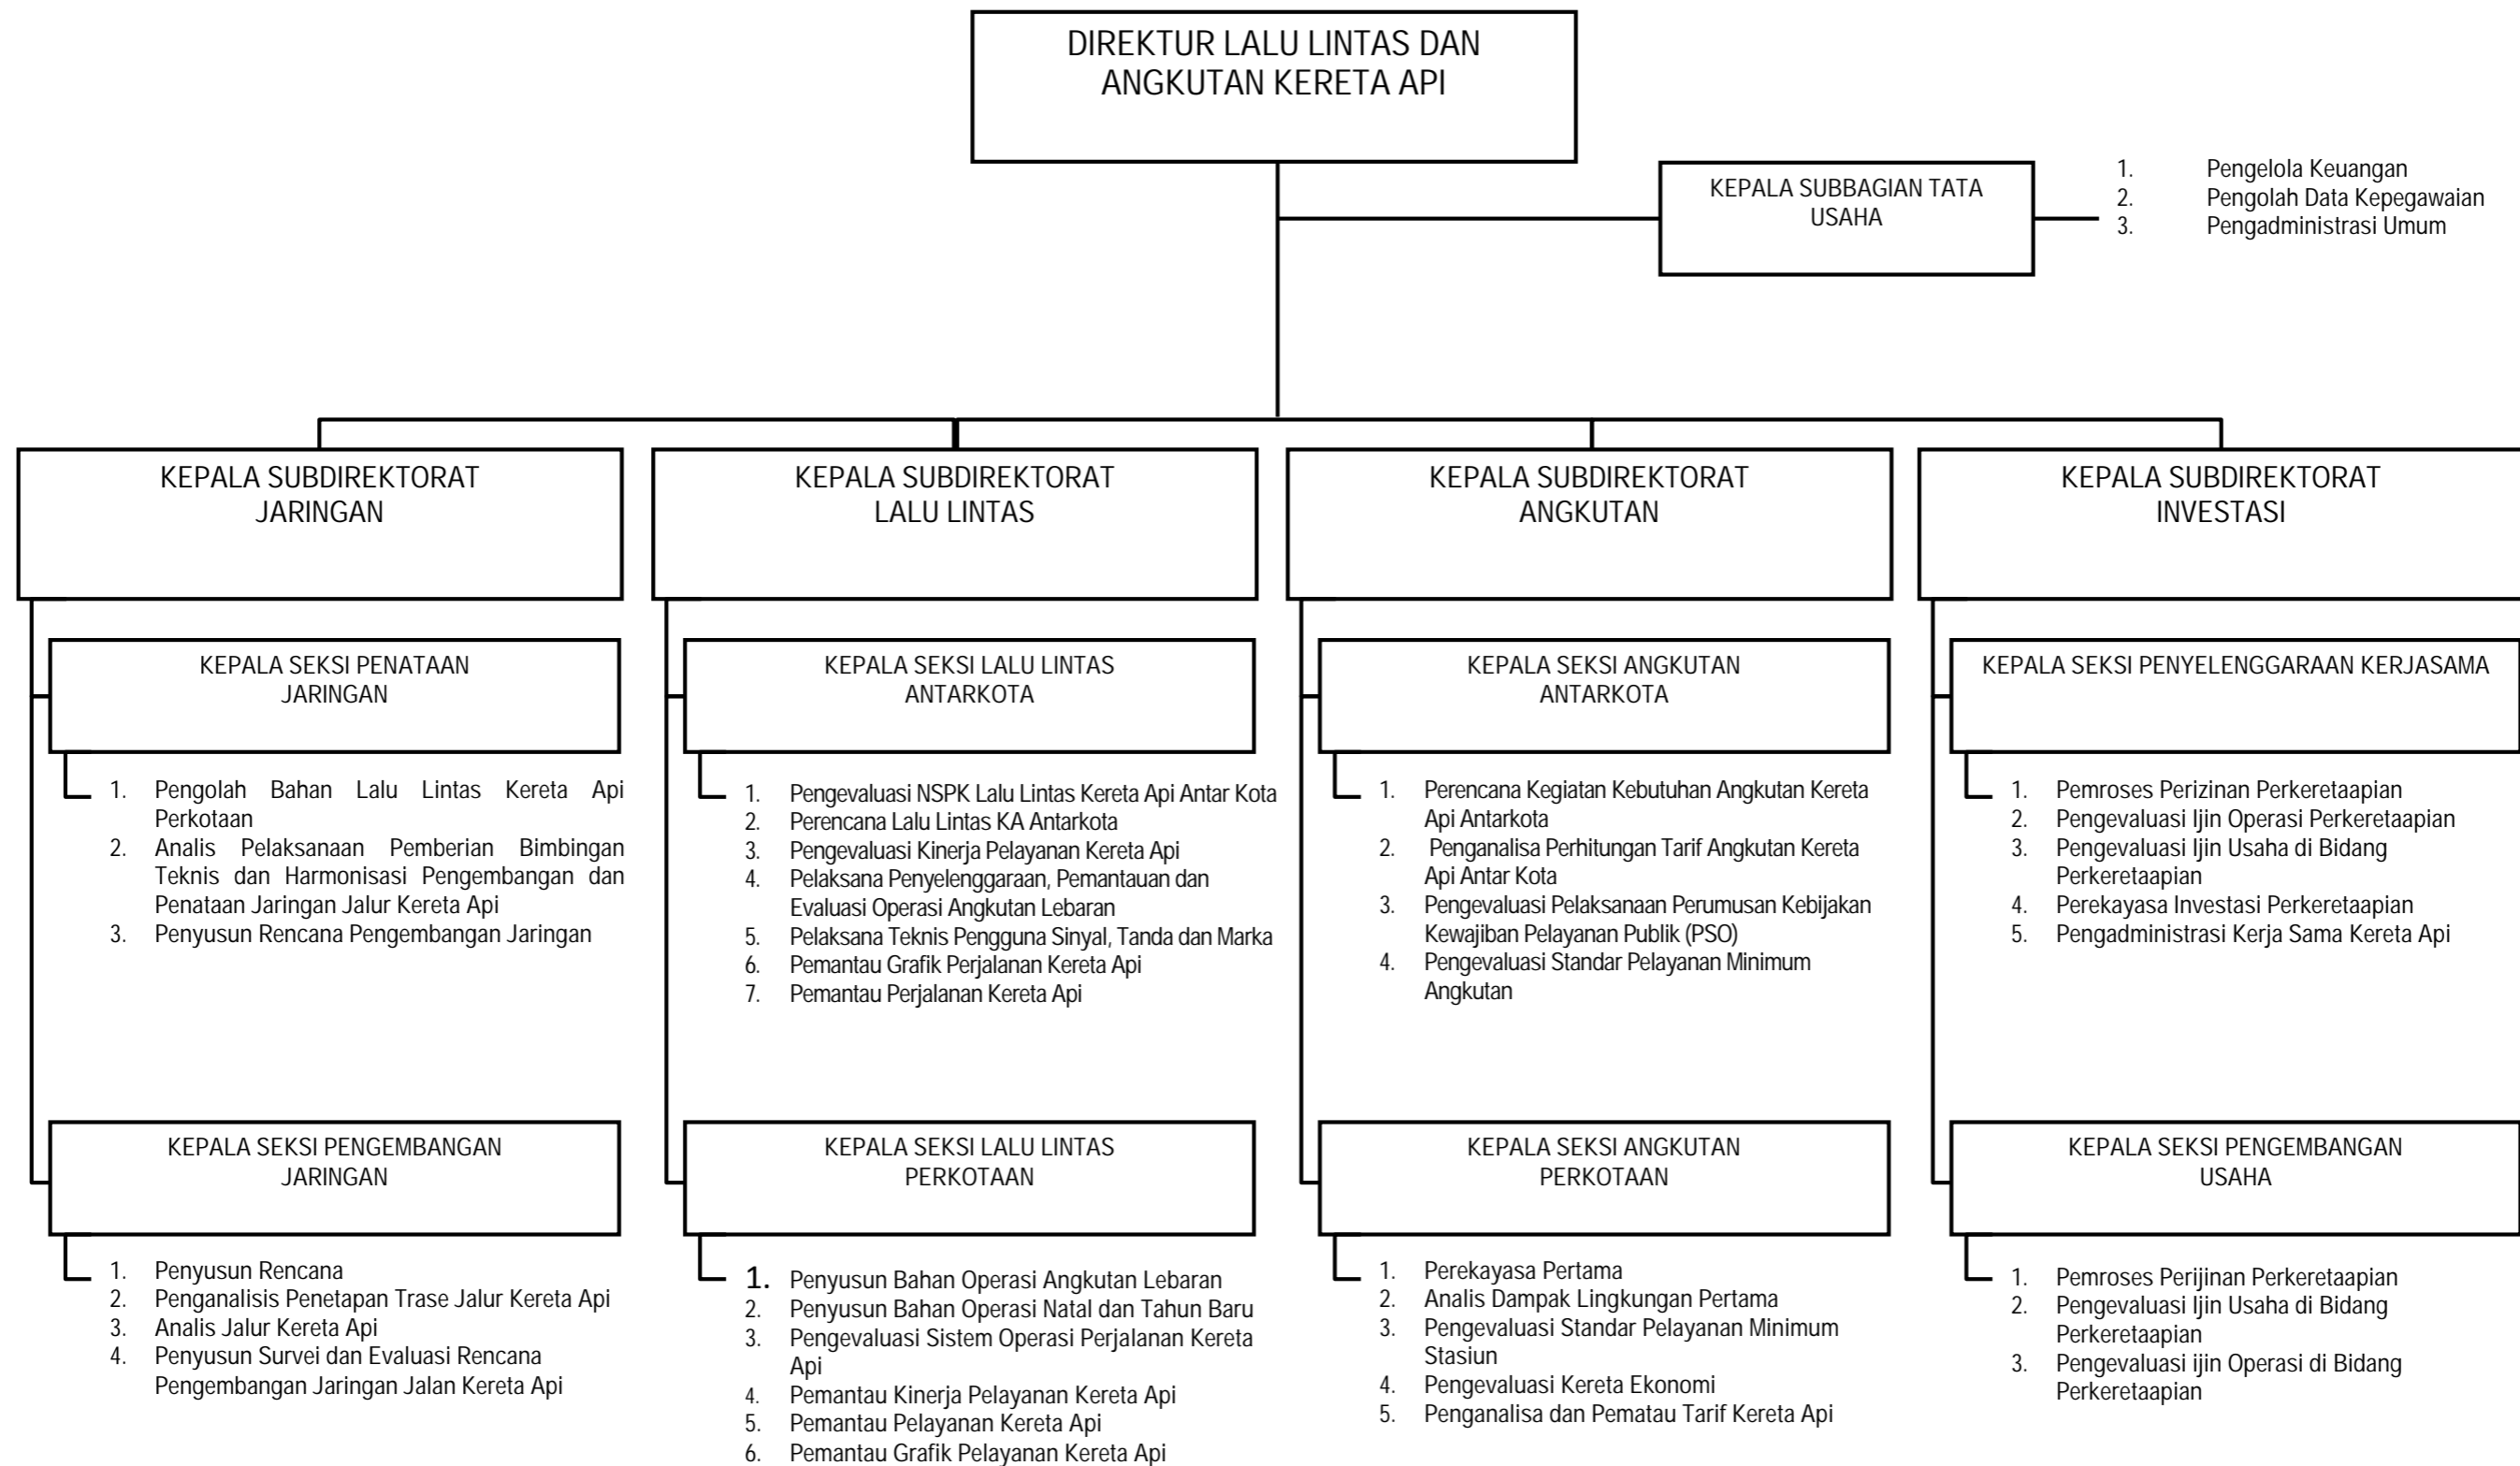 DIREKTUR LALU LINTAS DAN
ANGKUTAN KERETA API
KEPALA SUBBAGIAN TATA
USAHA
1. Pengelola Keuangan
2. Pengolah Data Kepegawaian
3. Pengadministrasi Umum
KEPALA SUBDIREKTORAT
JARINGAN
KEPALA SEKSI PENATAAN
JARINGAN
1. Pengolah Bahan Lalu Lintas Kereta Api
Perkotaan
2. Analis Pelaksanaan Pemberian Bimbingan
Teknis dan Harmonisasi Pengembangan dan
Penataan Jaringan Jalur Kereta Api
3. Penyusun Rencana Pengembangan Jaringan
KEPALA SEKSI PENGEMBANGAN
JARINGAN
1. Penyusun Rencana
2. Penganalisis Penetapan Trase Jalur Kereta Api
3. Analis Jalur Kereta Api
4. Penyusun Survei dan Evaluasi Rencana
Pengembangan Jaringan Jalan Kereta Api
KEPALA SUBDIREKTORAT
LALU LINTAS
KEPALA SEKSI LALU LINTAS
ANTARKOTA
1. Pengevaluasi NSPK Lalu Lintas Kereta Api Antar Kota
2. Perencana Lalu Lintas KA Antarkota
3. Pengevaluasi Kinerja Pelayanan Kereta Api
4. Pelaksana Penyelenggaraan, Pemantauan dan
Evaluasi Operasi Angkutan Lebaran
5. Pelaksana Teknis Pengguna Sinyal, Tanda dan Marka
6. Pemantau Grafik Perjalanan Kereta Api
7. Pemantau Perjalanan Kereta Api
KEPALA SEKSI LALU LINTAS
PERKOTAAN
1. Penyusun Bahan Operasi Angkutan Lebaran
2. Penyusun Bahan Operasi Natal dan Tahun Baru
3. Pengevaluasi Sistem Operasi Perjalanan Kereta
Api
4. Pemantau Kinerja Pelayanan Kereta Api
5. Pemantau Pelayanan Kereta Api
6. Pemantau Grafik Pelayanan Kereta Api
KEPALA SUBDIREKTORAT
ANGKUTAN
KEPALA SEKSI ANGKUTAN
ANTARKOTA
1. Perencana Kegiatan Kebutuhan Angkutan Kereta
Api Antarkota
2. Penganalisa Perhitungan Tarif Angkutan Kereta
Api Antar Kota
3. Pengevaluasi Pelaksanaan Perumusan Kebijakan
Kewajiban Pelayanan Publik (PSO)
4. Pengevaluasi Standar Pelayanan Minimum
Angkutan
KEPALA SEKSI ANGKUTAN
PERKOTAAN
1. Perekayasa Pertama
2. Analis Dampak Lingkungan Pertama
3. Pengevaluasi Standar Pelayanan Minimum
Stasiun
4. Pengevaluasi Kereta Ekonomi
5. Penganalisa dan Pematau Tarif Kereta Api
KEPALA SUBDIREKTORAT
INVESTASI
KEPALA SEKSI PENYELENGGARAAN KERJASAMA
1. Pemroses Perizinan Perkeretaapian
2. Pengevaluasi Ijin Operasi Perkeretaapian
3. Pengevaluasi Ijin Usaha di Bidang
Perkeretaapian
4. Perekayasa Investasi Perkeretaapian
5. Pengadministrasi Kerja Sama Kereta Api
KEPALA SEKSI PENGEMBANGAN
USAHA
1. Pemroses Perijinan Perkeretaapian
2. Pengevaluasi Ijin Usaha di Bidang
Perkeretaapian
3. Pengevaluasi ijin Operasi di Bidang
Perkeretaapian